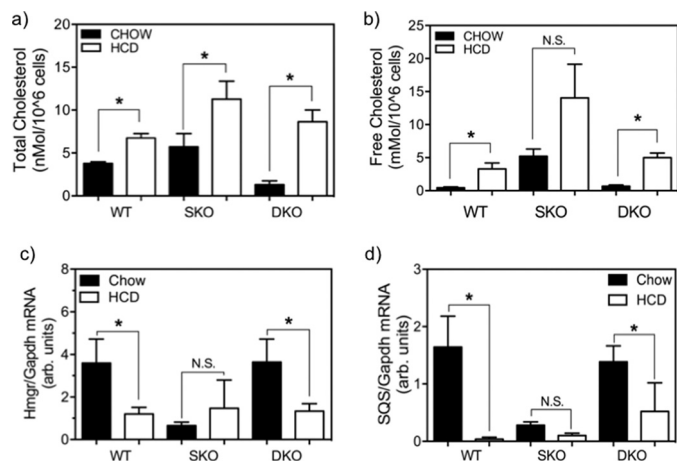 a)
CHOW
HCD
Total Cholesterol
(nMol/10^6 cells)
15
10
5
0
*
*
*
WT
SKO
DKO
b)
CHOW
HCD
Free Cholesterol
(mMol/10^6 cells)
20
15
10
5
0
*
N.S.
*
WT
SKO
DKO
c)
Chow
HCD
Hmgr/Gapdh mRNA
(arb. units)
8
6
4
2
0
*
N.S.
*
WT
SKO
DKO
d)
Chow
HCD
SQS/Gapdh mRNA
(arb. units)
3
2
1
0
*
N.S.
*
WT
SKO
DKO